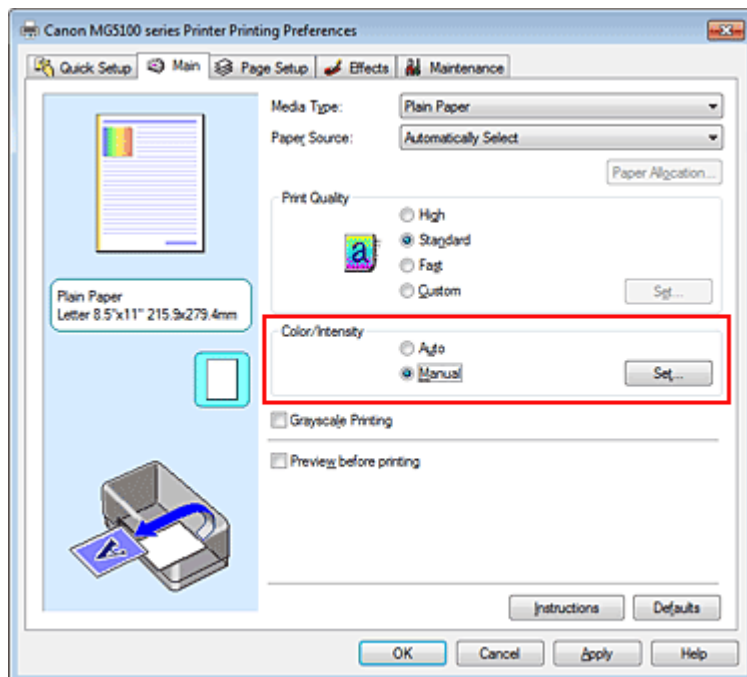 Canon MG5100 series Printer Printing Preferences
Quick Setup Main Page Setup Effects Maintenance
Media Type: Plain Paper
Paper Source: Automatically Select
Paper Allocation...
Print Quality
High
a Standard
Fast
Custom Set...
Plain Paper
Letter 8.5"x11" 215.9x279.4mm
Color/Intensity
Auto
Manual Set...
Grayscale Printing
Preview before printing
A
Instructions Defaults
OK Cancel Apply Help